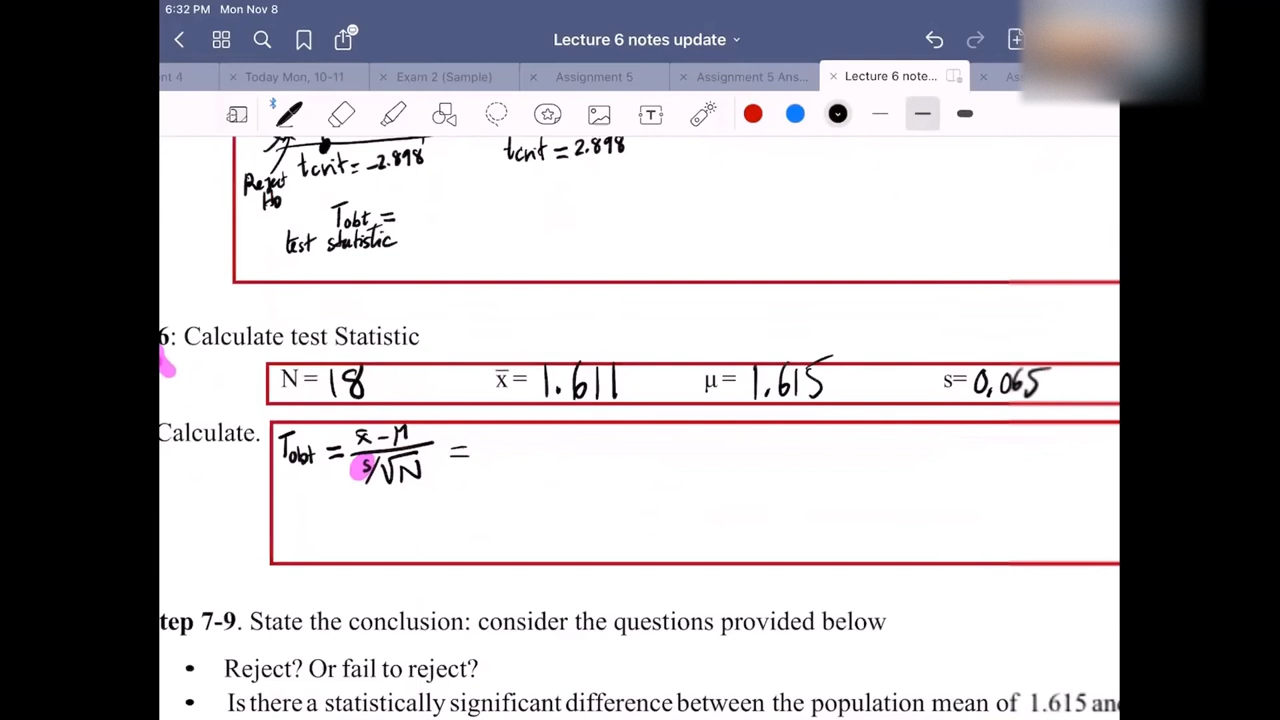 6:32 PM Mon Nov 8
Lecture 6 notes update
nt 4 Today Mon, 10-11 Exam 2 (Sample) Assignment 5 Assignment 5 Ans... Lecture 6 note... As
tcrit = -2.898 tcrit = 2.898
Reject
Ho
Tobt =
test statistic
6: Calculate test Statistic
N = 18 x̄ = 1.611 μ = 1.615 s= 0.065
Calculate. Tobt = x̄ - μ / s/√N =
tep 7-9. State the conclusion: consider the questions provided below
• Reject? Or fail to reject?
• Is there a statistically significant difference between the population mean of 1.615 an